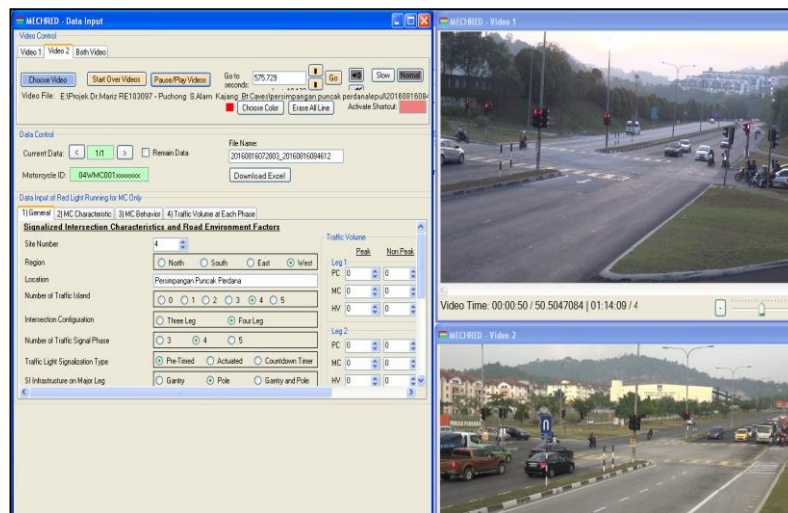 MECHRED - Data Input
Video Control
Video 1 Video 2 Both Video
Choose Video Start Over Videos Pause/Play Videos Go to seconds: 575.729 Go Slow Normal
Video File: E:\Projek Dr.Mariz RE103097 - Puchong S.Alam Kajang Bt Caves\persimpangan puncak perdana\epul\2016081608
Choose Color Erase All Line Activate Shortcut:
Data Control
Current Data: < 1/1 > Remain Data
File Name:
20160816072803_20160816084612
Motorcycle ID: 04WMC001xxxxxxxx
Download Excel
Data Input of Red Light Running for MC Only
1) General 2) MC Characteristic 3) MC Behavior 4) Traffic Volume at Each Phase
Signalized Intersection Characteristics and Road Environment Factors
Site Number 4
Region North South East West
Location Persimpangan Puncak Perdana
Number of Traffic Island 0 1 2 3 4 5
Intersection Configuration Three Leg Four Leg
Number of Traffic Signal Phase 3 4 5
Traffic Light Signalization Type Pre-Timed Actuated Countdown Timer
SI Infrastructure on Major Leg Gantry Pole Gantry and Pole
Traffic Volume
Peak Non Peak
Leg 1
PC 0 0
MC 0 0
HV 0 0
Leg 2
PC 0 0
MC 0 0
HV 0 0
MECHRED - Video 1
Video Time: 00:00:50 / 50.5047084 | 01:14:09 / 4
MECHRED - Video 2